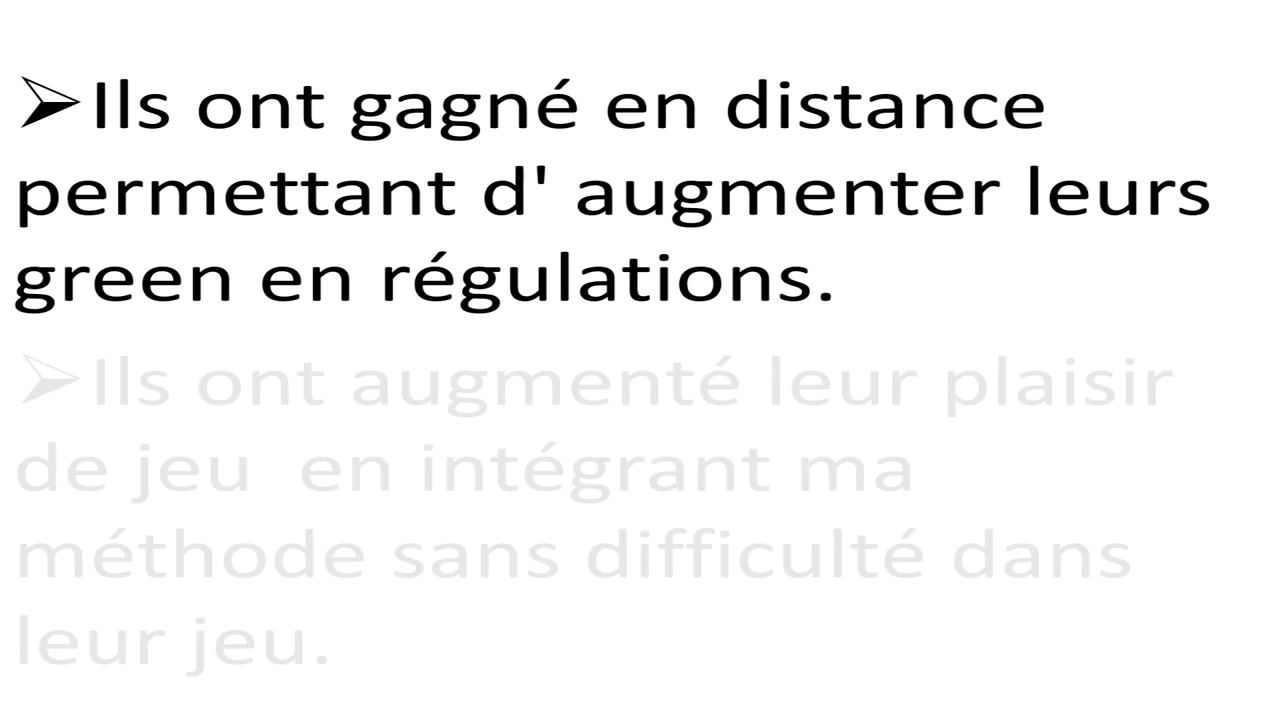 ➢Ils ont gagné en distance
permettant d' augmenter leurs
green en régulations.
➢Ils ont augmenté leur plaisir
de jeu  en intégrant ma
méthode sans difficulté dans
leur jeu.